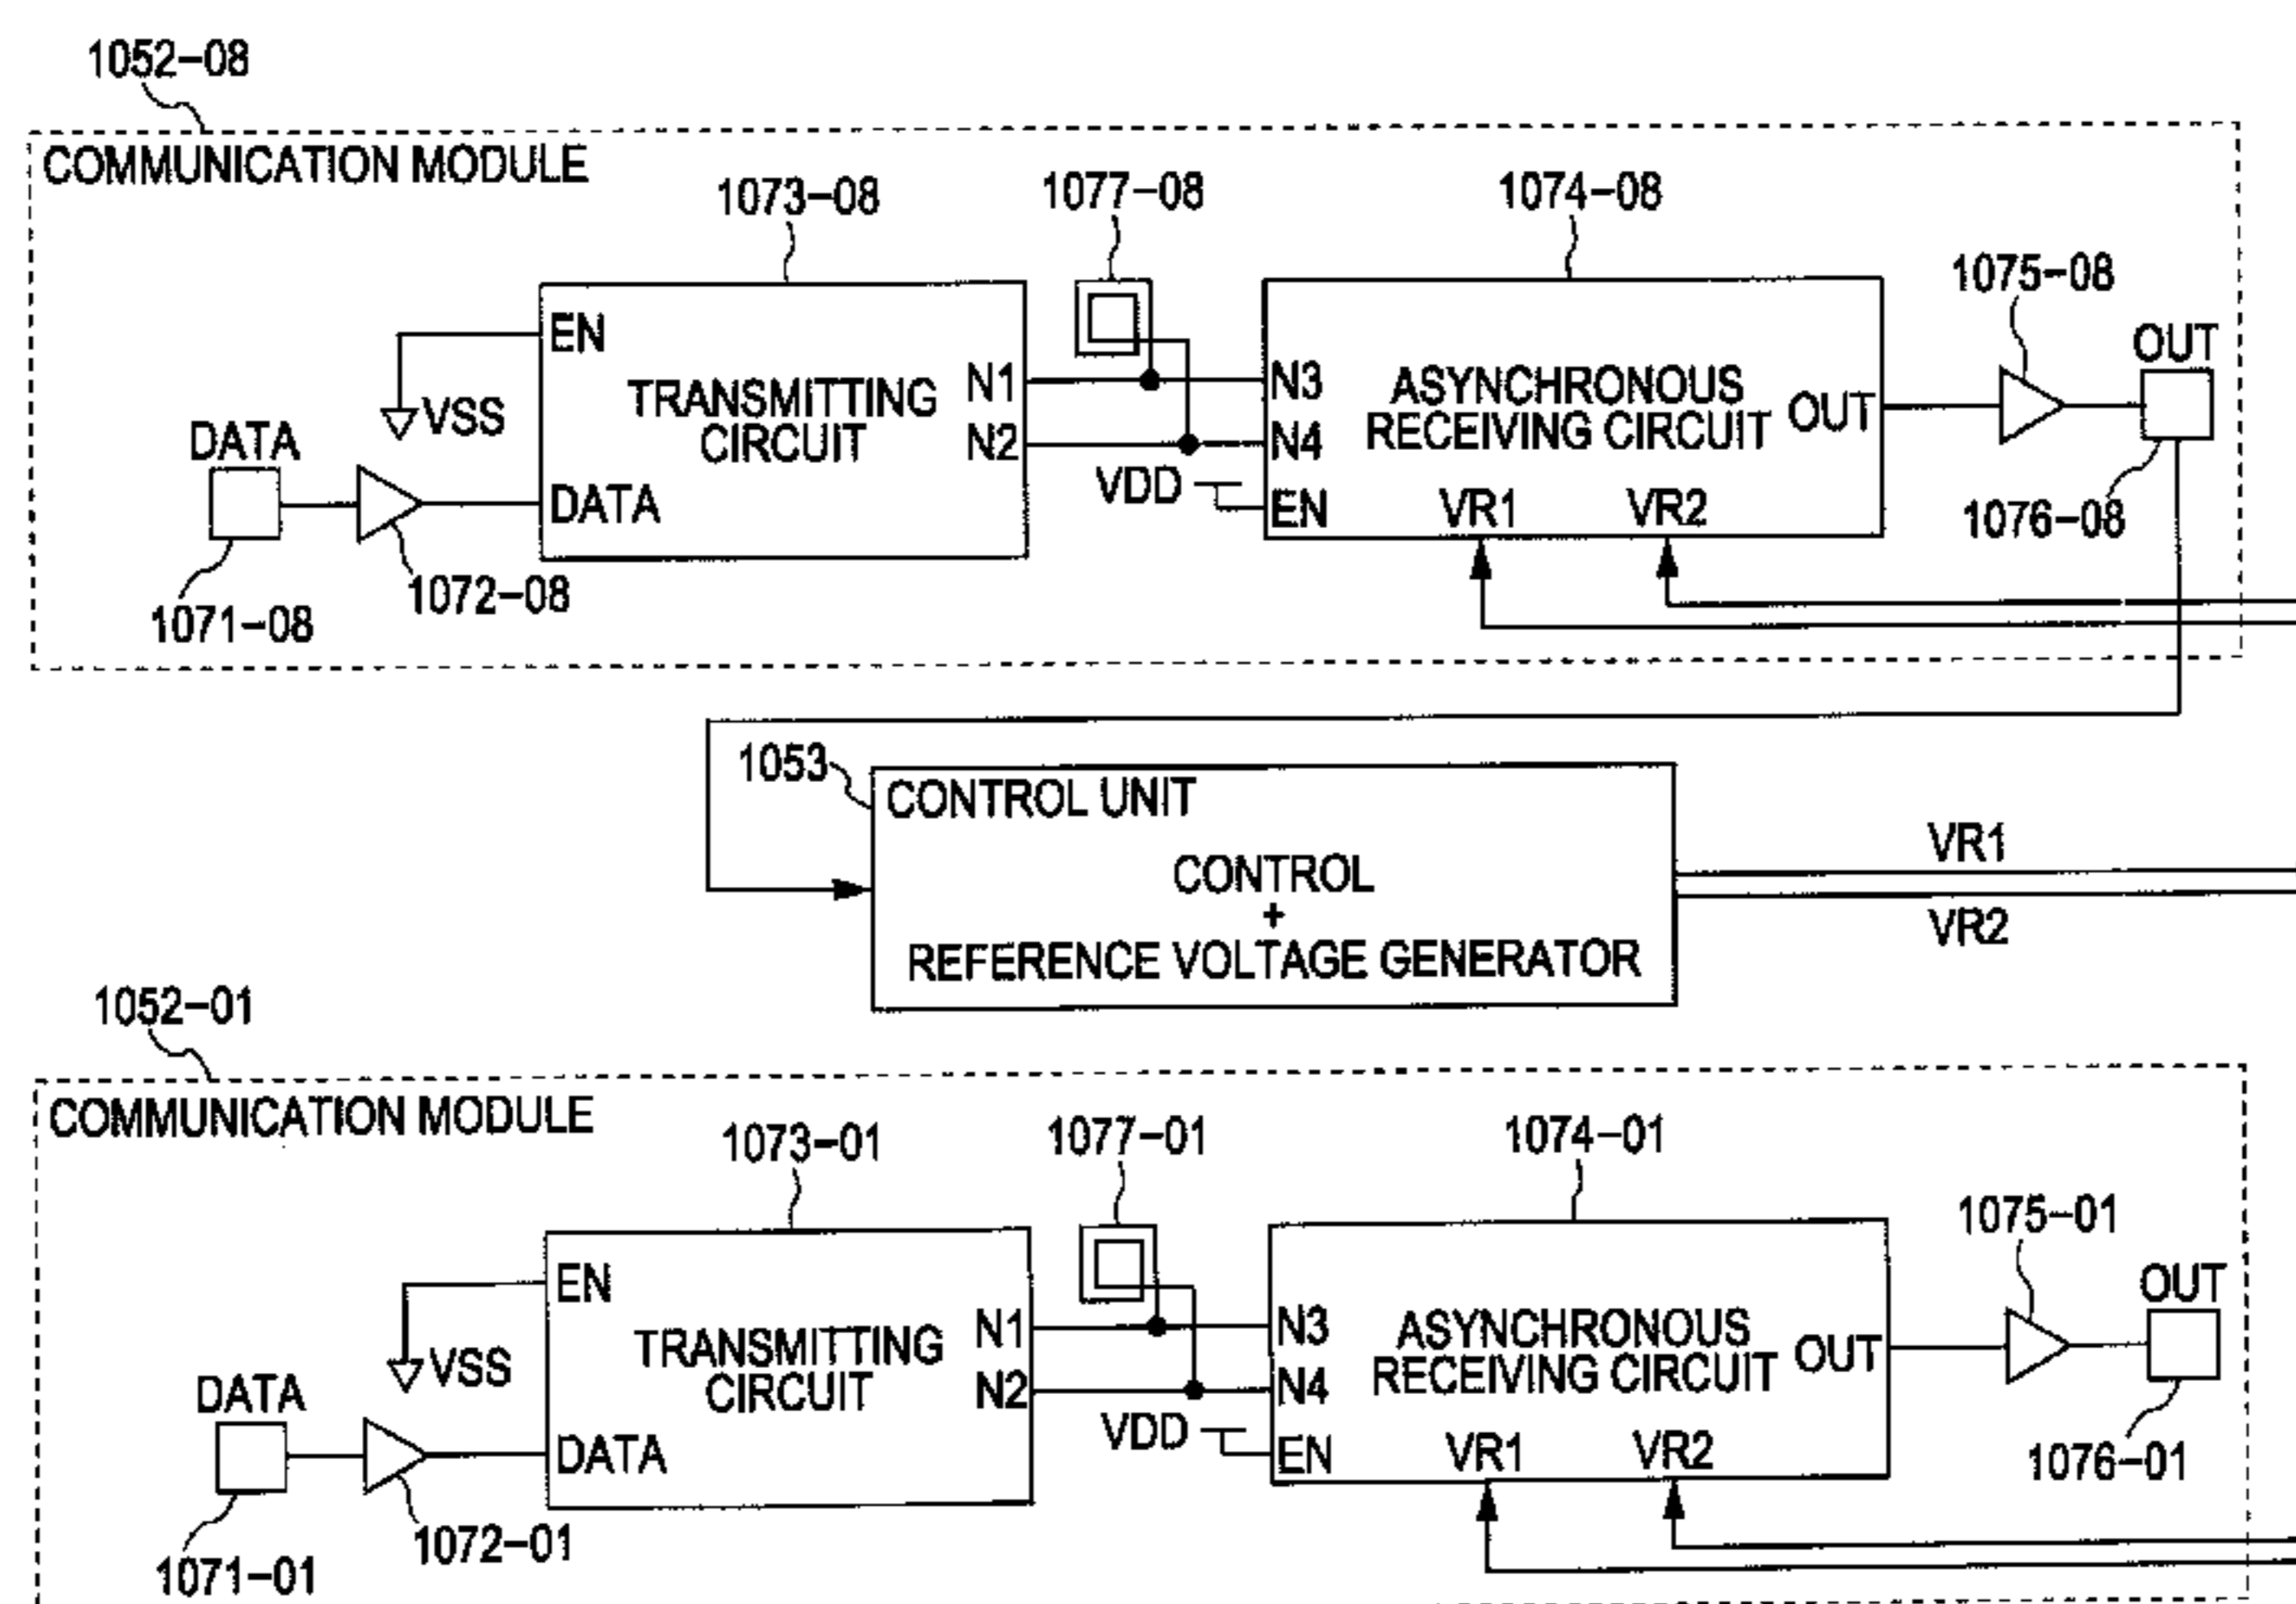 1052-08
COMMUNICATION MODULE
1073-08
1077-08
1074-08
1075-08
EN
OUT
N1
N3
TRANSMITTING
CIRCUIT
ASYNCHRONOUS
RECEIVING CIRCUIT
OUT
VSS
DATA
N2
N4
VDD
EN
VR1
VR2
DATA
1076-08
1072-08
1071-08
1053
CONTROL UNIT
CONTROL
+
REFERENCE VOLTAGE GENERATOR
VR1
VR2
1052-01
COMMUNICATION MODULE
1073-01
1077-01
1074-01
1075-01
EN
OUT
N1
N3
TRANSMITTING
CIRCUIT
ASYNCHRONOUS
RECEIVING CIRCUIT
OUT
VSS
DATA
N2
N4
VDD
EN
VR1
VR2
DATA
1076-01
1072-01
1071-01